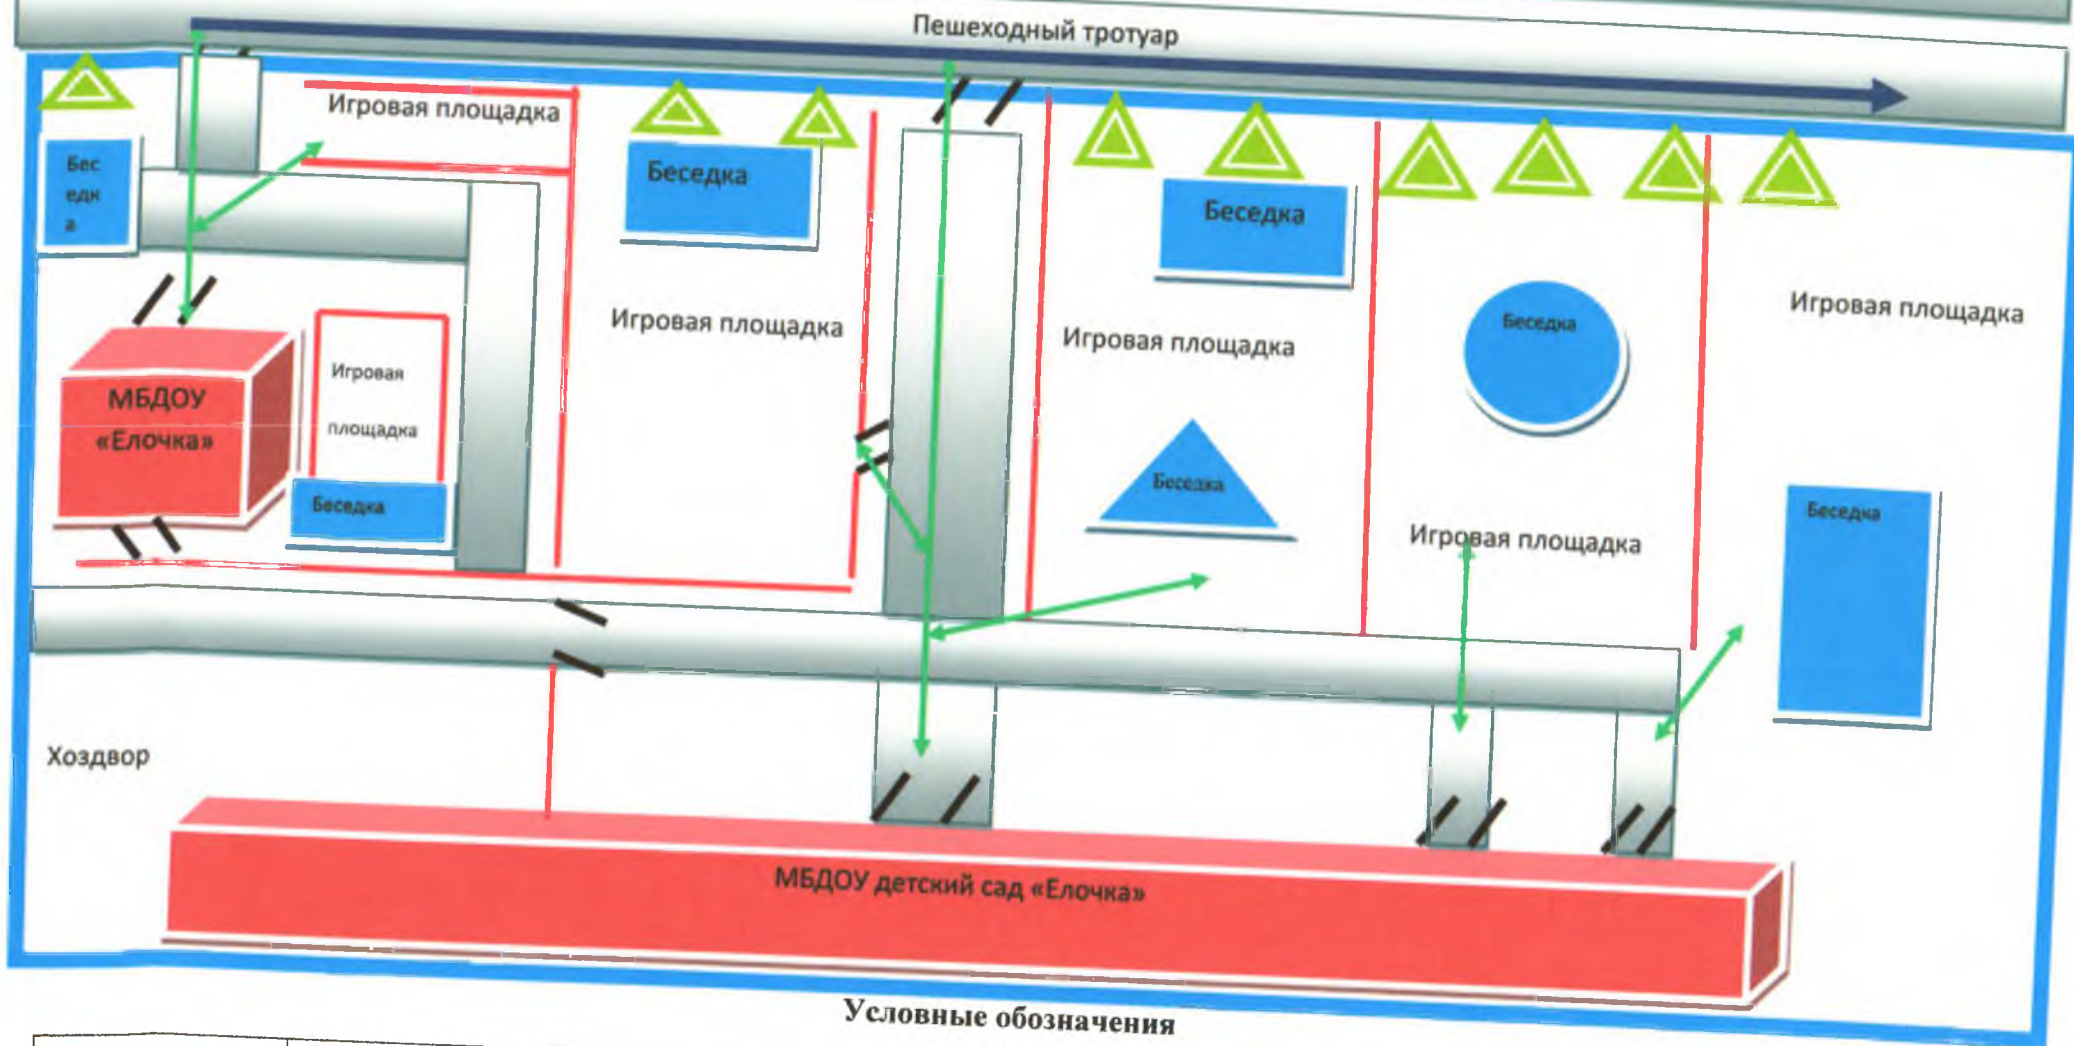 Пешеходный тротуар
Игровая площадка
Бес
едк
а
Беседка
Беседка
Игровая площадка
Игровая площадка
Беседка
Игровая площадка
МБДОУ
«Елочка»
Игровая
площадка
Беседка
Беседка
Игровая площадка
Беседка
Хоздвор
МБДОУ детский сад «Елочка»
Условные обозначения